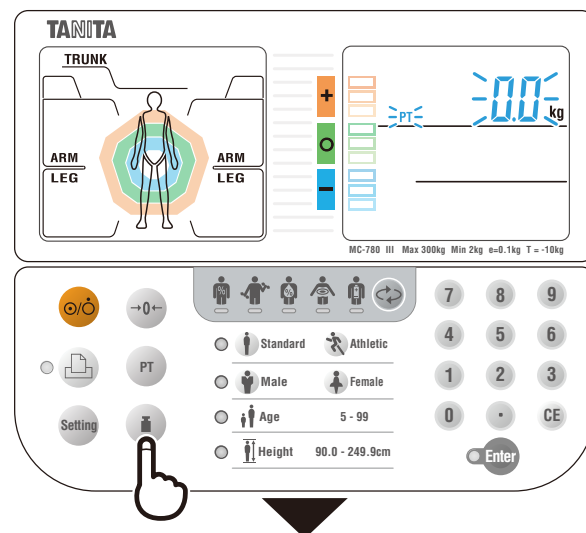 TANITA
TRUNK
ARM
ARM
LEG
LEG
+
O
−
PT
0.0 kg
MC-780 III Max 300kg Min 2kg e=0.1kg T = -10kg
→0←
PT
Setting
%
%
Standard
Athletic
Male
Female
Age
5 - 99
Height
90.0 - 249.9cm
7 8 9
4 5 6
1 2 3
0 · CE
Enter